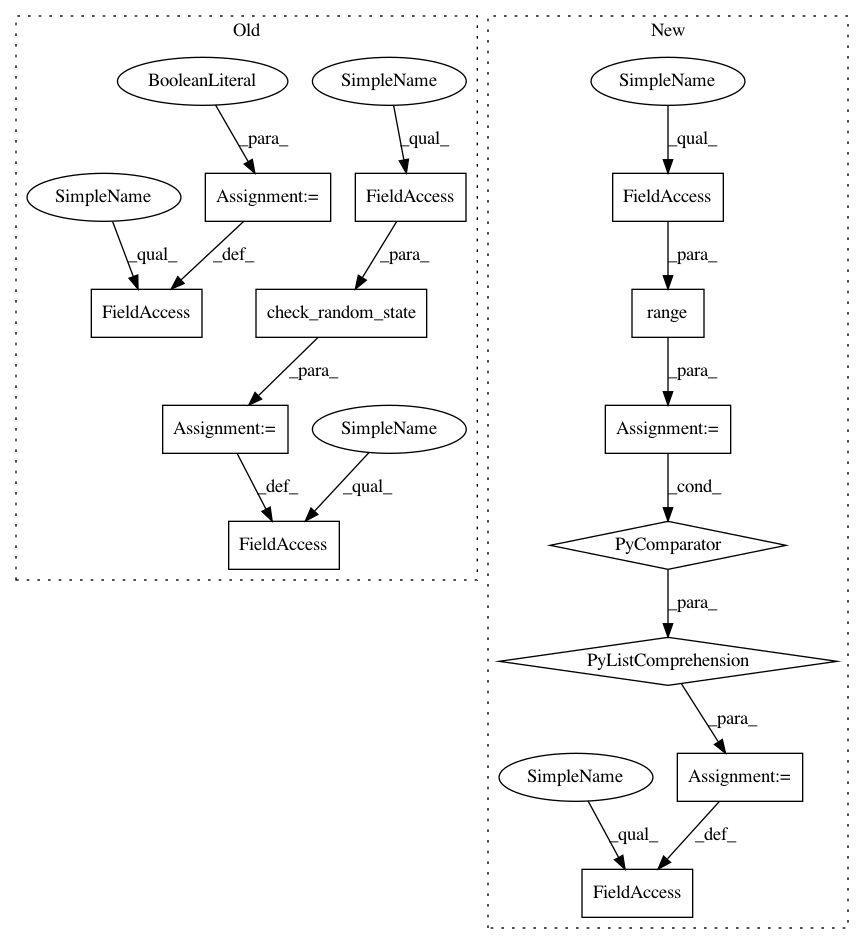 Old
New
BooleanLiteral
SimpleName
SimpleName
_para_
_qual_
_qual_
SimpleName
Assignment:=
FieldAccess
FieldAccess
_qual_
_def_
_para_
_para_
FieldAccess
check_random_state
range
_para_
_para_
Assignment:=
SimpleName
Assignment:=
_def_
_qual_
_cond_
FieldAccess
PyComparator
_para_
PyListComprehension
_para_
SimpleName
Assignment:=
_qual_
_def_
FieldAccess